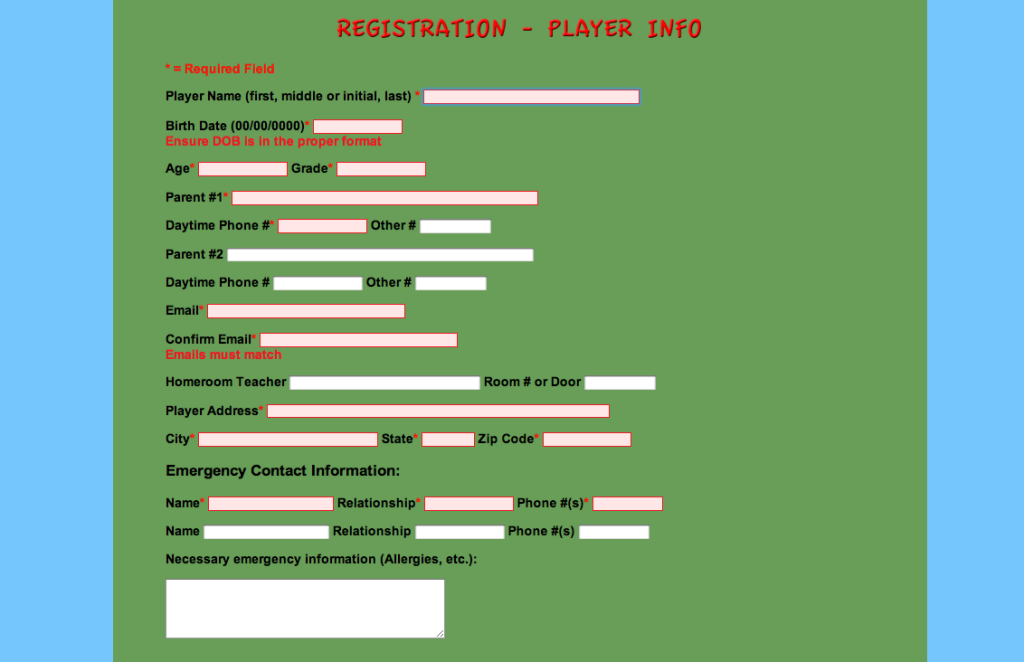 REGISTRATION - PLAYER INFO
* = Required Field
Player Name (first, middle or initial, last) *
Birth Date (00/00/0000)*
Ensure DOB is in the proper format
Age* Grade*
Parent #1*
Daytime Phone #* Other #
Parent #2
Daytime Phone # Other #
Email*
Confirm Email*
Emails must match
Homeroom Teacher Room # or Door
Player Address*
City* State* Zip Code*
Emergency Contact Information:
Name* Relationship* Phone #(s)*
Name Relationship Phone #(s)
Necessary emergency information (Allergies, etc.):